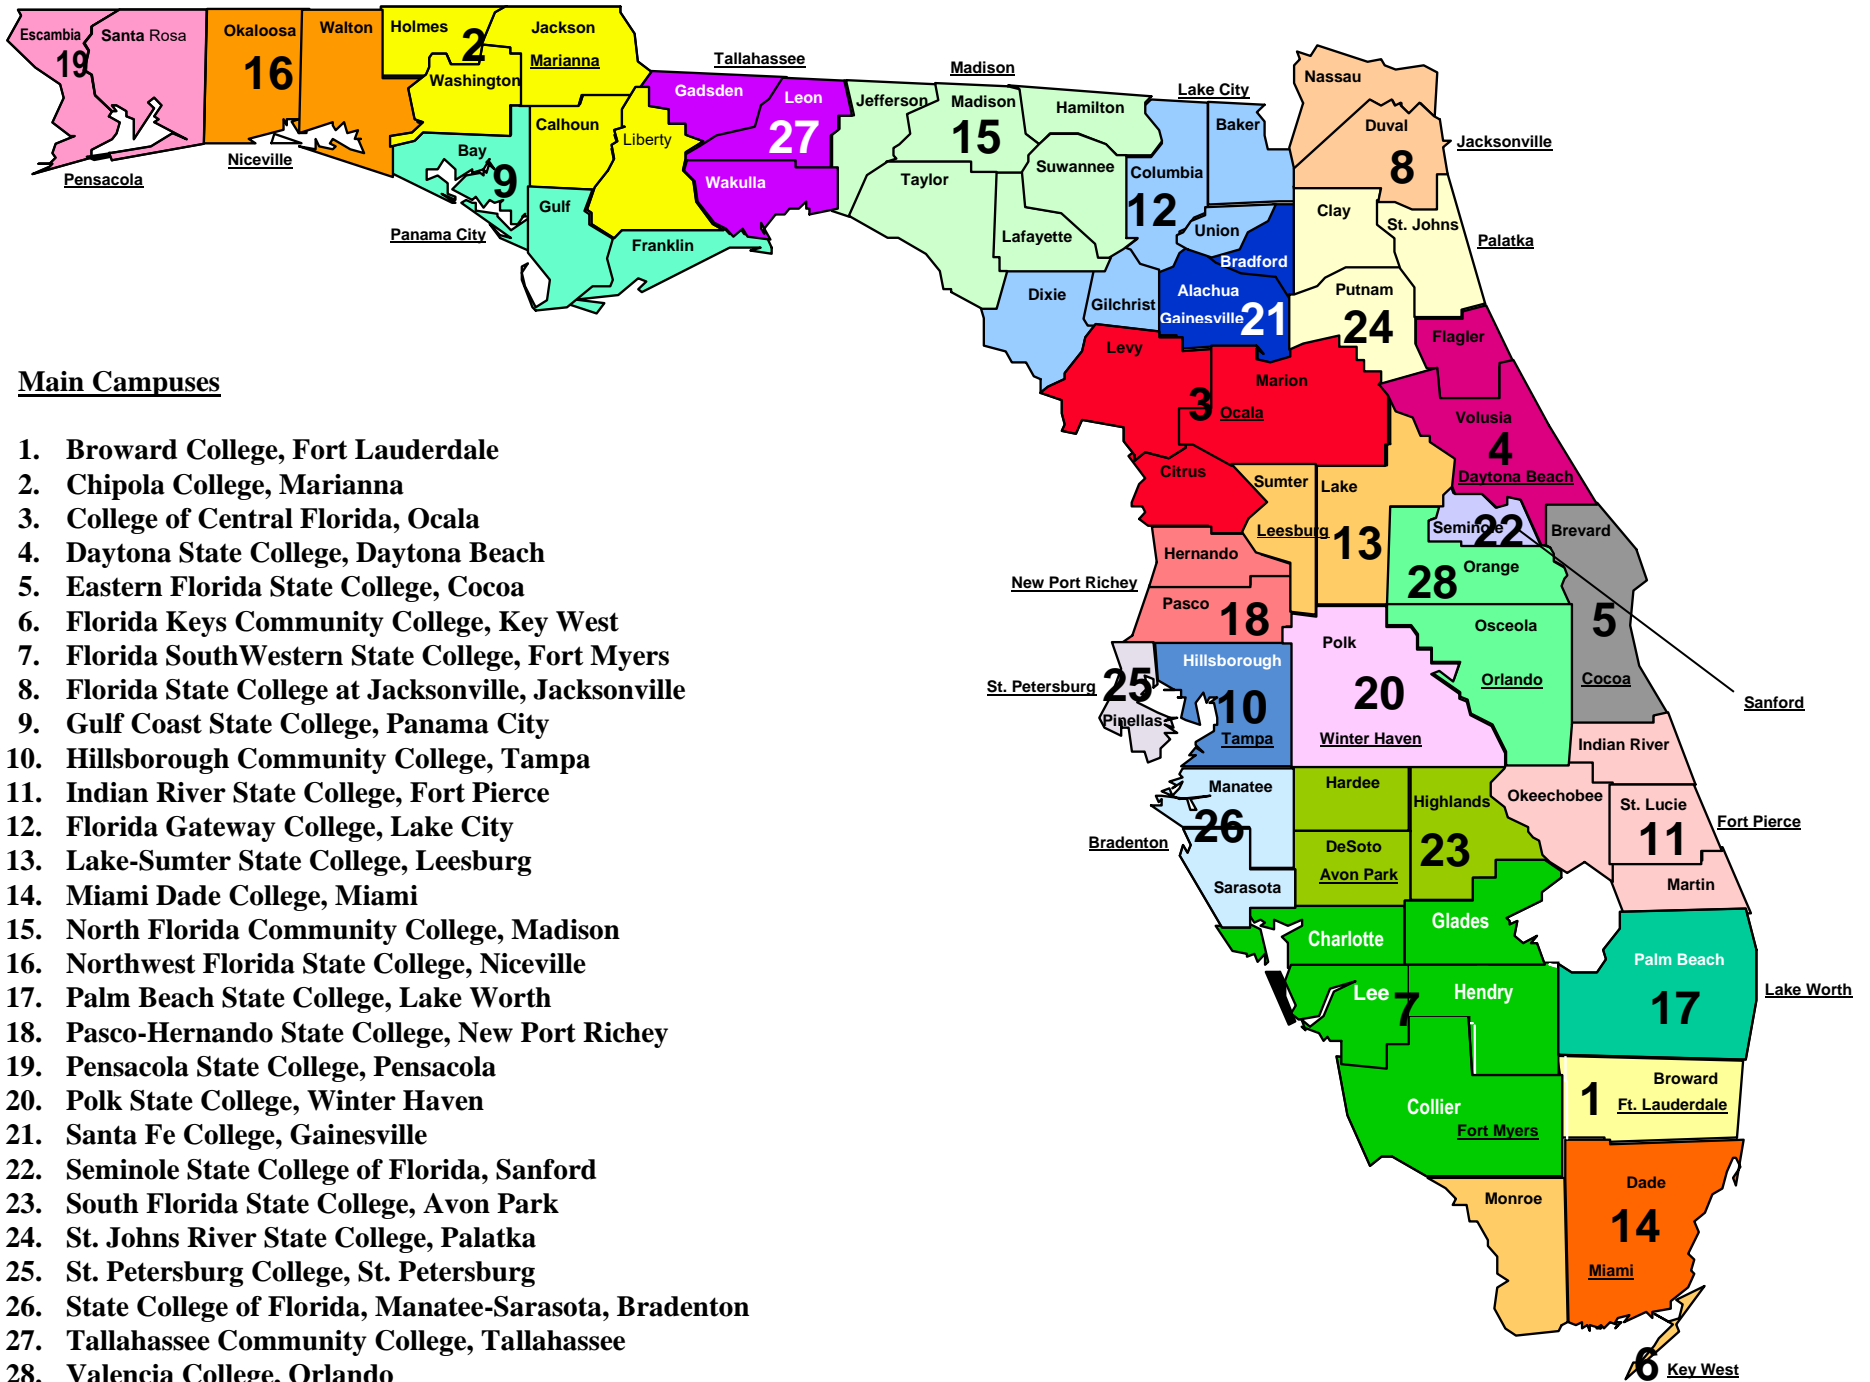 Escambia
19
Santa Rosa
Okaloosa
16
Walton
Holmes
2
Jackson
Marianna
Washington
Tallahassee
Madison
Lake City
Nassau
Gadsden
Leon
27
Jefferson
Madison
15
Hamilton
Baker
Duval
8
Jacksonville
Calhoun
Liberty
Bay
9
Niceville
Pensacola
Wakulla
Taylor
Suwannee
Columbia
12
Gulf
Panama City
Franklin
Lafayette
Union
Bradford
Clay
St. Johns
Palatka
Dixie
Gilchrist
Alachua
Gainesville 21
Putnam
24
Flagler
Levy
Marion
3
Ocala
Volusia
4
Daytona Beach
Citrus
Sumter
Lake
Leesburg
13
Seminole
22
Brevard
Hernando
28
Orange
New Port Richey
Pasco
18
Polk
Osceola
5
St. Petersburg
25
Pinellas
Hillsborough
10
Tampa
20
Winter Haven
Orlando
Cocoa
Sanford
Indian River
Manatee
26
Bradenton
Sarasota
Hardee
Highlands
23
DeSoto
Avon Park
Okeechobee
St. Lucie
11
Fort Pierce
Martin
Charlotte
Glades
Lee
7
Hendry
Palm Beach
17
Lake Worth
Collier
Fort Myers
Broward
1
Ft. Lauderdale
Monroe
Dade
14
Miami
6
Key West
Main Campuses
1. Broward College, Fort Lauderdale
2. Chipola College, Marianna
3. College of Central Florida, Ocala
4. Daytona State College, Daytona Beach
5. Eastern Florida State College, Cocoa
6. Florida Keys Community College, Key West
7. Florida SouthWestern State College, Fort Myers
8. Florida State College at Jacksonville, Jacksonville
9. Gulf Coast State College, Panama City
10. Hillsborough Community College, Tampa
11. Indian River State College, Fort Pierce
12. Florida Gateway College, Lake City
13. Lake-Sumter State College, Leesburg
14. Miami Dade College, Miami
15. North Florida Community College, Madison
16. Northwest Florida State College, Niceville
17. Palm Beach State College, Lake Worth
18. Pasco-Hernando State College, New Port Richey
19. Pensacola State College, Pensacola
20. Polk State College, Winter Haven
21. Santa Fe College, Gainesville
22. Seminole State College of Florida, Sanford
23. South Florida State College, Avon Park
24. St. Johns River State College, Palatka
25. St. Petersburg College, St. Petersburg
26. State College of Florida, Manatee-Sarasota, Bradenton
27. Tallahassee Community College, Tallahassee
28. Valencia College, Orlando